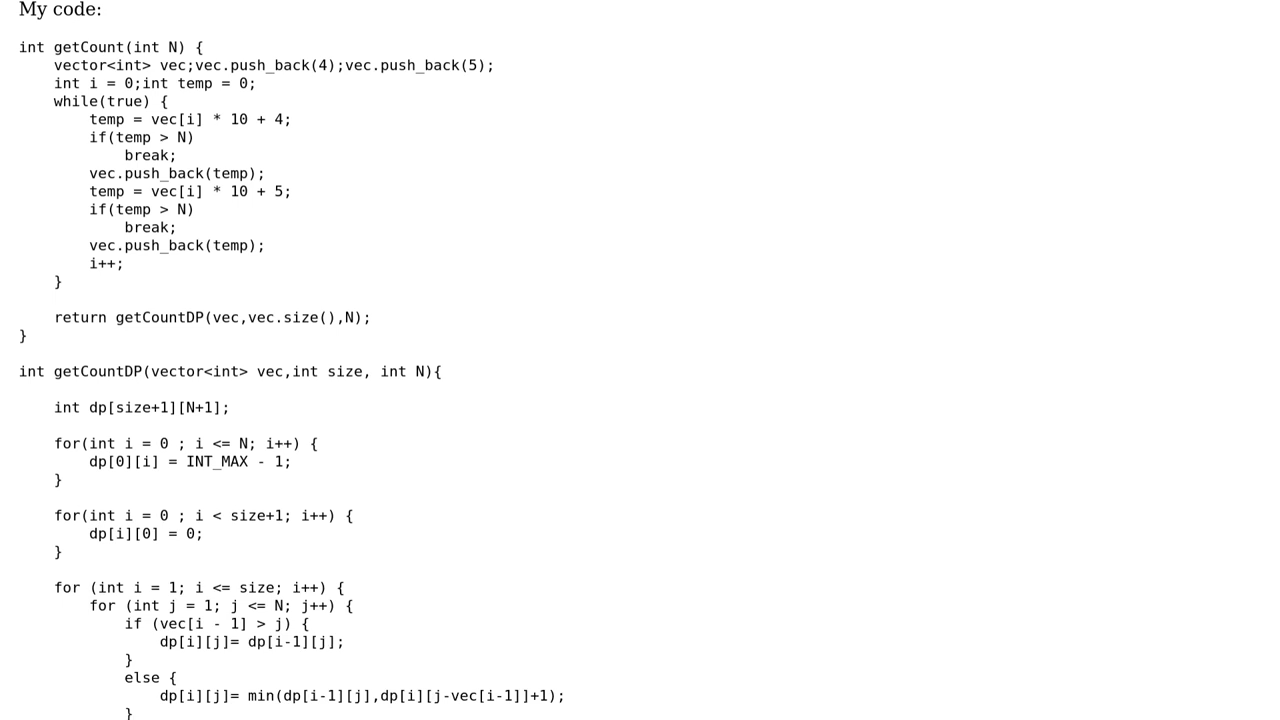 My code:
int getCount(int N) {
    vector<int> vec;vec.push_back(4);vec.push_back(5);
    int i = 0;int temp = 0;
    while(true) {
        temp = vec[i] * 10 + 4;
        if(temp > N)
            break;
        vec.push_back(temp);
        temp = vec[i] * 10 + 5;
        if(temp > N)
            break;
        vec.push_back(temp);
        i++;
    }
    return getCountDP(vec,vec.size(),N);
}
int getCountDP(vector<int> vec,int size, int N){
    int dp[size+1][N+1];
    for(int i = 0 ; i <= N; i++) {
        dp[0][i] = INT_MAX - 1;
    }
    for(int i = 0 ; i < size+1; i++) {
        dp[i][0] = 0;
    }
    for (int i = 1; i <= size; i++) {
        for (int j = 1; j <= N; j++) {
            if (vec[i - 1] > j) {
                dp[i][j]= dp[i-1][j];
            }
            else {
                dp[i][j]= min(dp[i-1][j],dp[i][j-vec[i-1]]+1);
            }